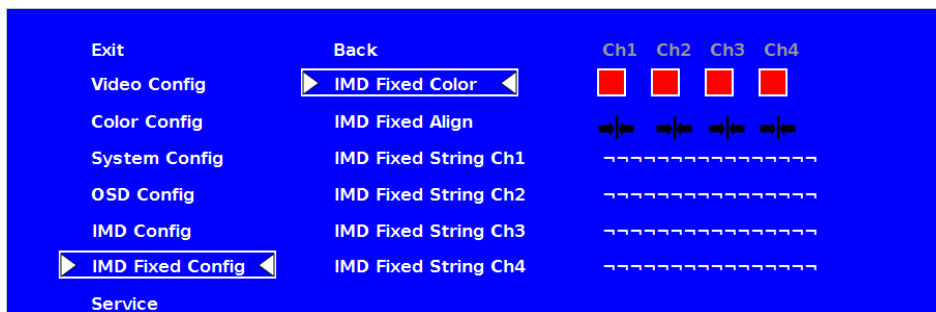 Exit Back Ch1 Ch2 Ch3 Ch4
Video Config IMD Fixed Color
Color Config IMD Fixed Align
System Config IMD Fixed String Ch1 ¬¬¬¬¬¬¬¬¬¬¬¬¬¬¬¬
OSD Config IMD Fixed String Ch2 ¬¬¬¬¬¬¬¬¬¬¬¬¬¬¬¬
IMD Config IMD Fixed String Ch3 ¬¬¬¬¬¬¬¬¬¬¬¬¬¬¬¬
IMD Fixed Config IMD Fixed String Ch4 ¬¬¬¬¬¬¬¬¬¬¬¬¬¬¬¬
Service